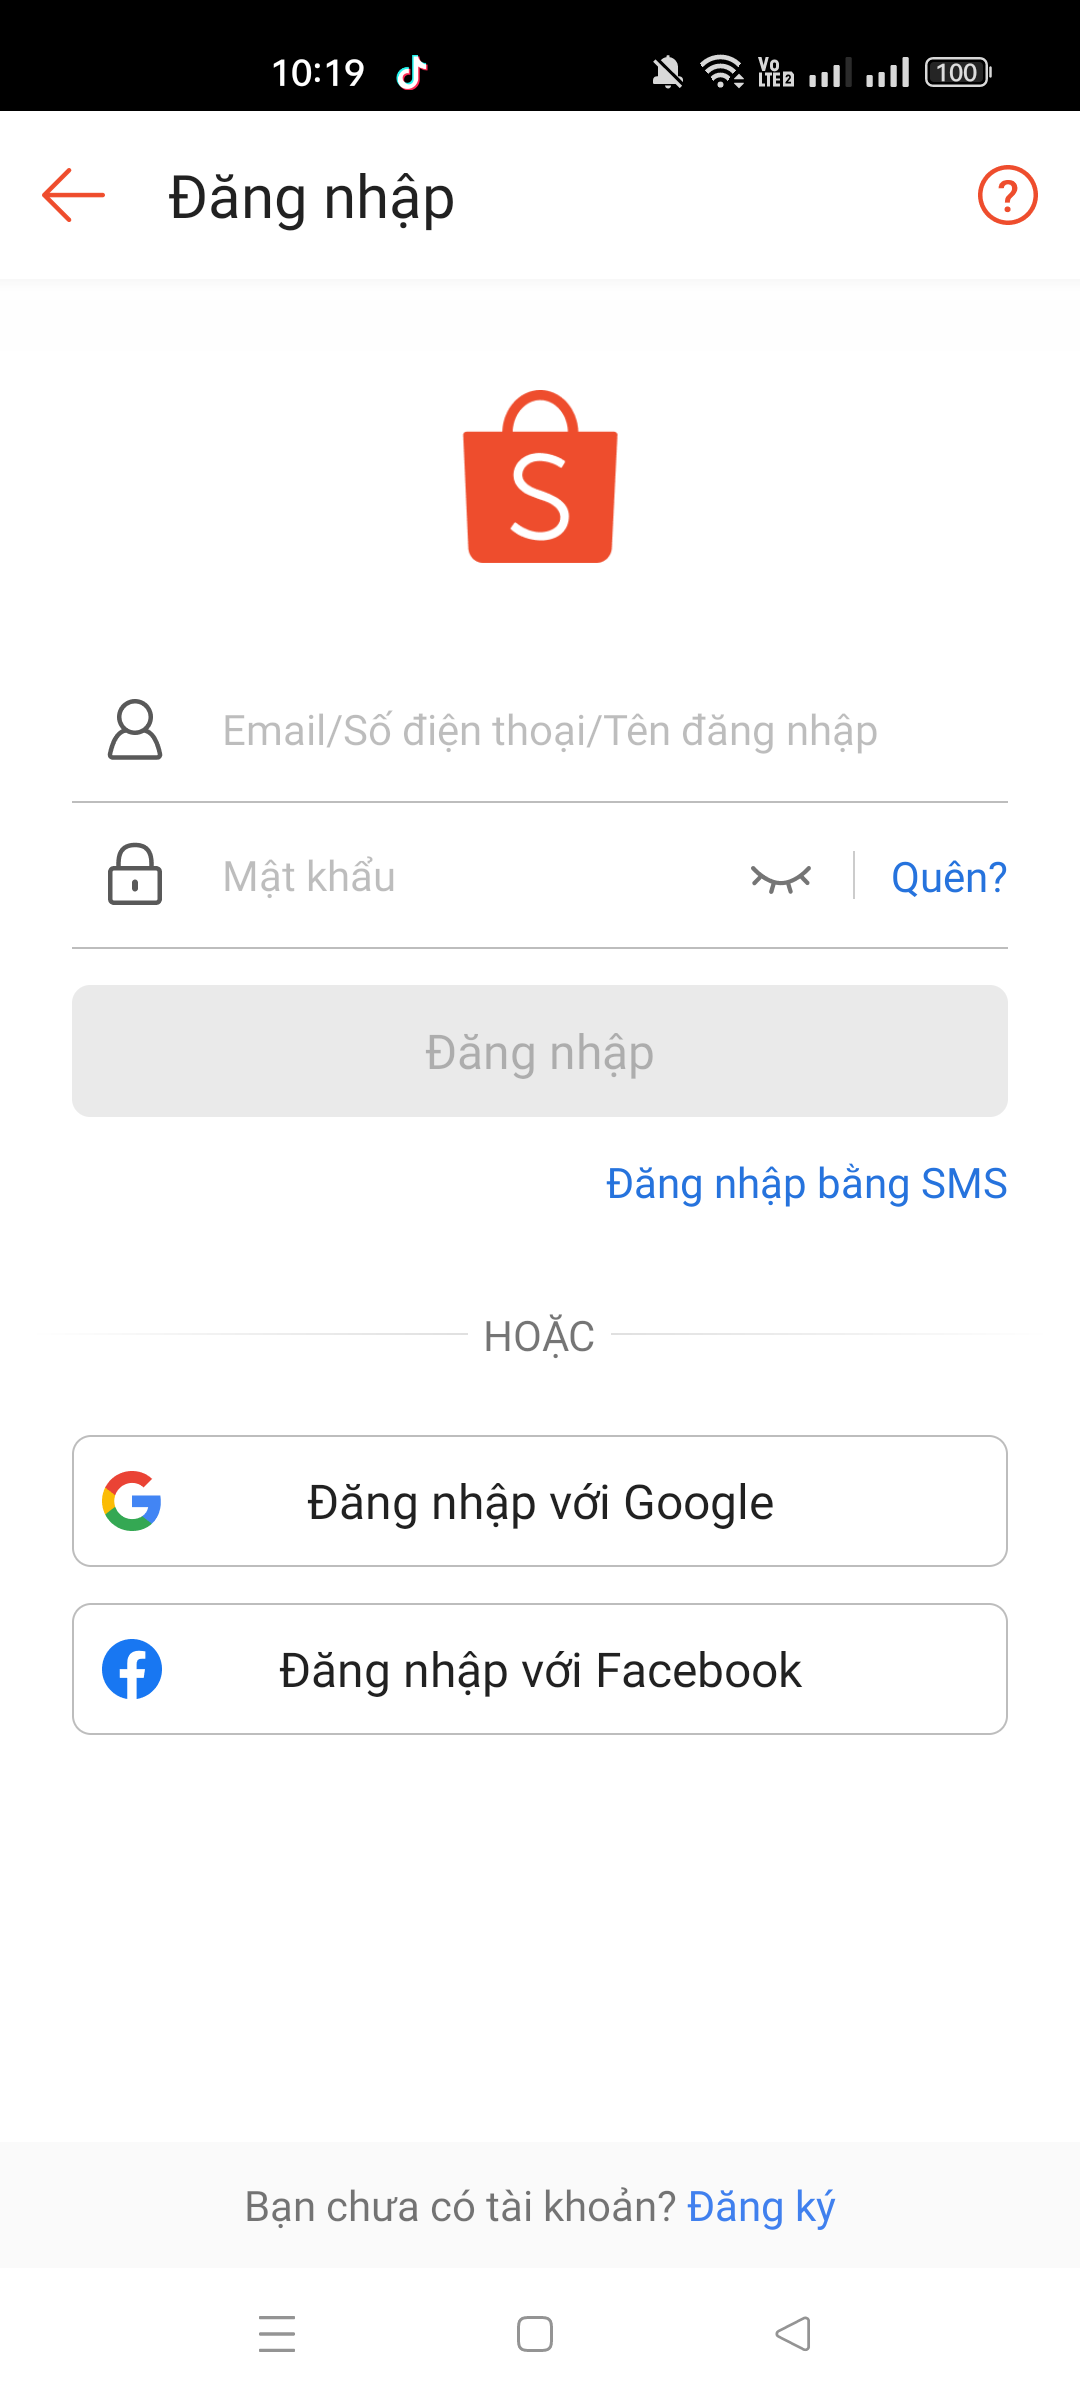 10:19
Vo LTE 2
100
Đăng nhập
?
S
Email/Số điện thoại/Tên đăng nhập
Mật khẩu
Quên?
Đăng nhập
Đăng nhập bằng SMS
HOẶC
Đăng nhập với Google
Đăng nhập với Facebook
Bạn chưa có tài khoản? Đăng ký